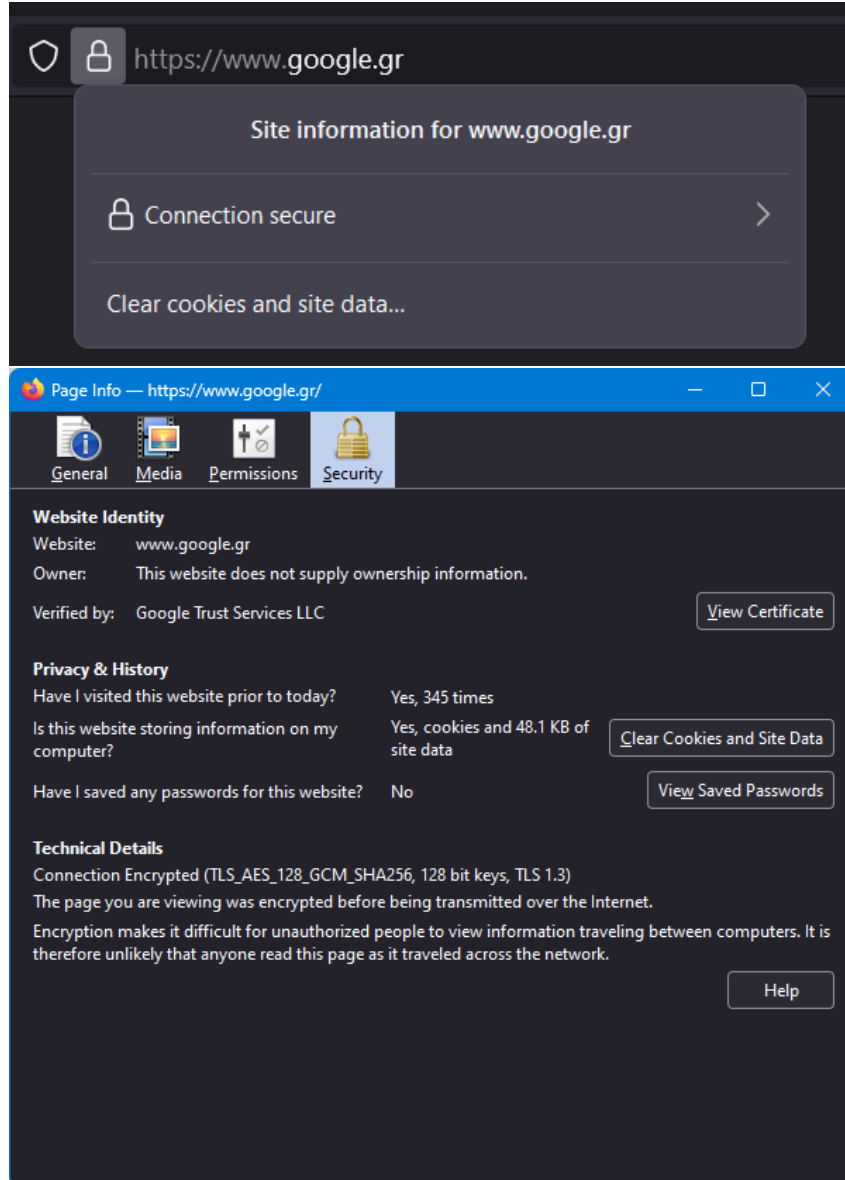 https://www.google.gr
Site information for www.google.gr
Connection secure
Clear cookies and site data...
Page Info — https://www.google.gr/
General Media Permissions Security
Website Identity
Website: www.google.gr
Owner: This website does not supply ownership information.
Verified by: Google Trust Services LLC View Certificate
Privacy & History
Have I visited this website prior to today? Yes, 345 times
Is this website storing information on my computer? Yes, cookies and 48.1 KB of site data Clear Cookies and Site Data
Have I saved any passwords for this website? No View Saved Passwords
Technical Details
Connection Encrypted (TLS_AES_128_GCM_SHA256, 128 bit keys, TLS 1.3)
The page you are viewing was encrypted before being transmitted over the Internet.
Encryption makes it difficult for unauthorized people to view information traveling between computers. It is
therefore unlikely that anyone read this page as it traveled across the network.
Help